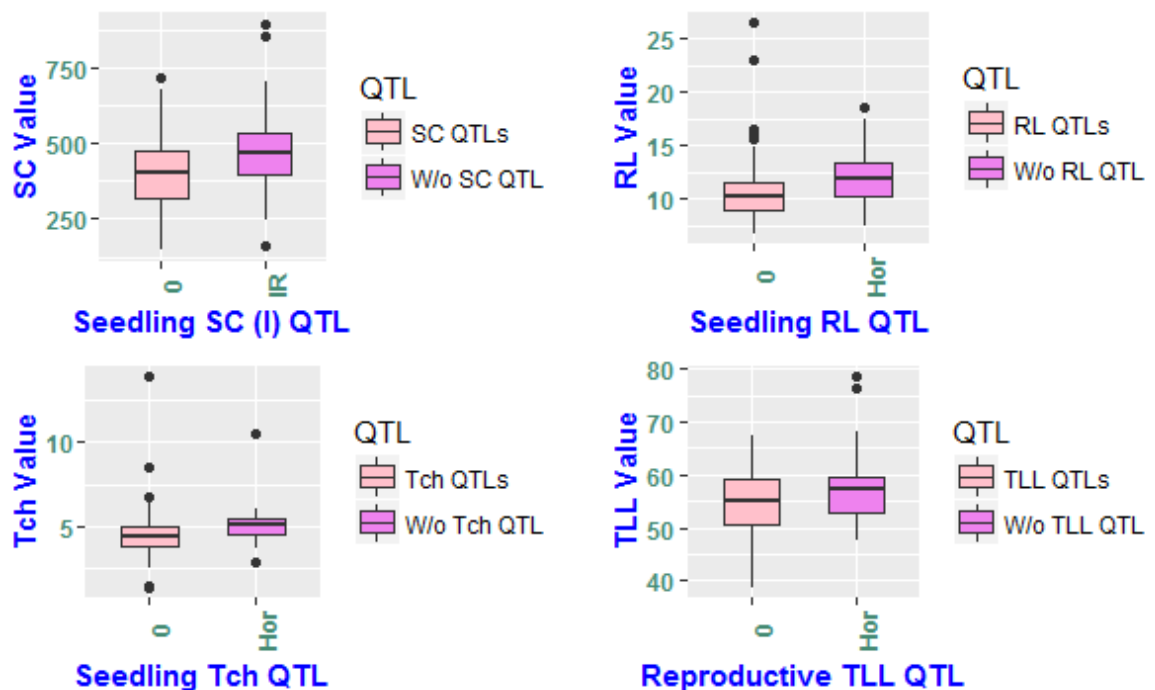 SC Value
750
500
250
0
IR
Seedling SC (I) QTL
QTL
SC QTLs
W/o SC QTL
RL Value
25
20
15
10
0
Hor
Seedling RL QTL
QTL
RL QTLs
W/o RL QTL
Tch Value
10
5
0
Hor
Seedling Tch QTL
QTL
Tch QTLs
W/o Tch QTL
TLL Value
80
70
60
50
40
0
Hor
Reproductive TLL QTL
QTL
TLL QTLs
W/o TLL QTL